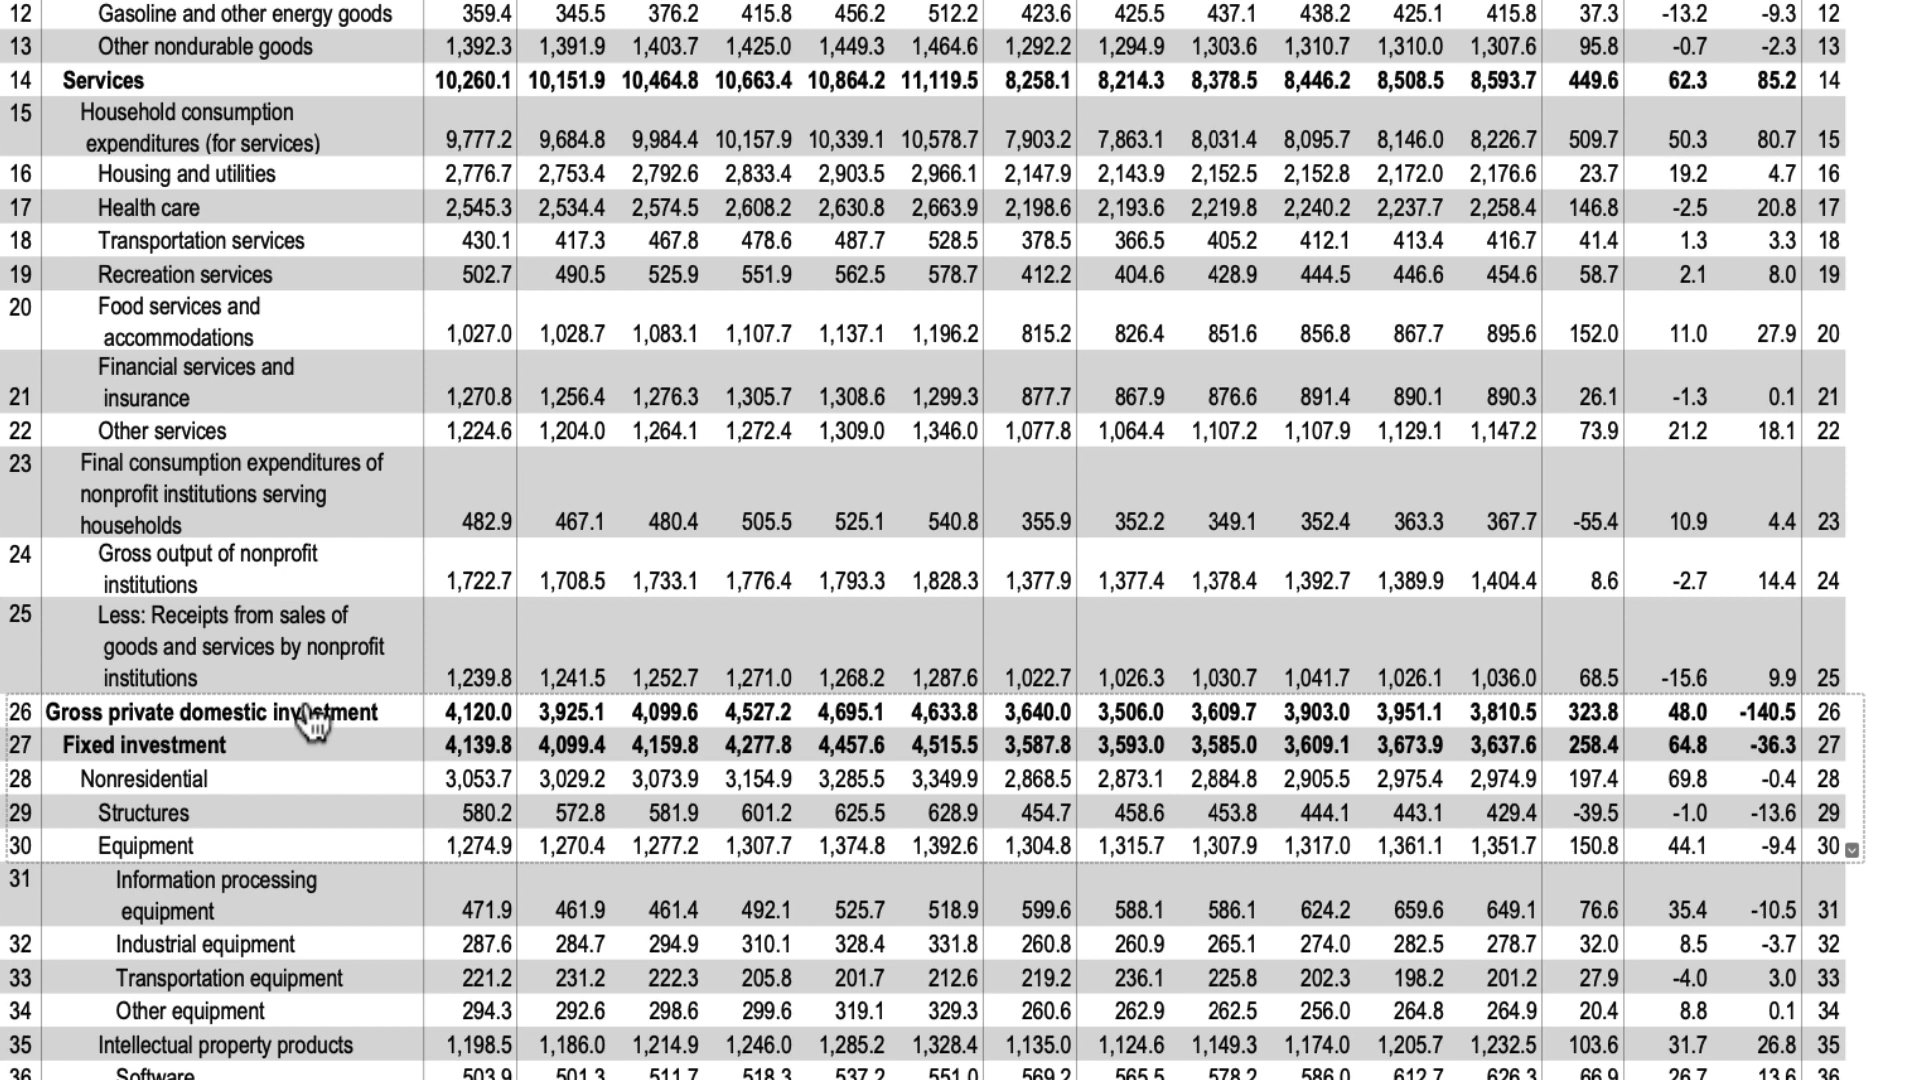 12 Gasoline and other energy goods 359.4 345.5 376.2 415.8 456.2 512.2 423.6 425.5 437.1 438.2 425.1 415.8 37.3 -13.2 -9.3 12
13 Other nondurable goods 1,392.3 1,391.9 1,403.7 1,425.0 1,449.3 1,464.6 1,292.2 1,294.9 1,303.6 1,310.7 1,310.0 1,307.6 95.8 -0.7 -2.3 13
14 Services 10,260.1 10,151.9 10,464.8 10,663.4 10,864.2 11,119.5 8,258.1 8,214.3 8,378.5 8,446.2 8,508.5 8,593.7 449.6 62.3 85.2 14
15 Household consumption
expenditures (for services) 9,777.2 9,684.8 9,984.4 10,157.9 10,339.1 10,578.7 7,903.2 7,863.1 8,031.4 8,095.7 8,146.0 8,226.7 509.7 50.3 80.7 15
16 Housing and utilities 2,776.7 2,753.4 2,792.6 2,833.4 2,903.5 2,966.1 2,147.9 2,143.9 2,152.5 2,152.8 2,172.0 2,176.6 23.7 19.2 4.7 16
17 Health care 2,545.3 2,534.4 2,574.5 2,608.2 2,630.8 2,663.9 2,198.6 2,193.6 2,219.8 2,240.2 2,237.7 2,258.4 146.8 -2.5 20.8 17
18 Transportation services 430.1 417.3 467.8 478.6 487.7 528.5 378.5 366.5 405.2 412.1 413.4 416.7 41.4 1.3 3.3 18
19 Recreation services 502.7 490.5 525.9 551.9 562.5 578.7 412.2 404.6 428.9 444.5 446.6 454.6 58.7 2.1 8.0 19
20 Food services and
accommodations 1,027.0 1,028.7 1,083.1 1,107.7 1,137.1 1,196.2 815.2 826.4 851.6 856.8 867.7 895.6 152.0 11.0 27.9 20
Financial services and
21 insurance 1,270.8 1,256.4 1,276.3 1,305.7 1,308.6 1,299.3 877.7 867.9 876.6 891.4 890.1 890.3 26.1 -1.3 0.1 21
22 Other services 1,224.6 1,204.0 1,264.1 1,272.4 1,309.0 1,346.0 1,077.8 1,064.4 1,107.2 1,107.9 1,129.1 1,147.2 73.9 21.2 18.1 22
23 Final consumption expenditures of
nonprofit institutions serving
households 482.9 467.1 480.4 505.5 525.1 540.8 355.9 352.2 349.1 352.4 363.3 367.7 -55.4 10.9 4.4 23
24 Gross output of nonprofit
institutions 1,722.7 1,708.5 1,733.1 1,776.4 1,793.3 1,828.3 1,377.9 1,377.4 1,378.4 1,392.7 1,389.9 1,404.4 8.6 -2.7 14.4 24
25 Less: Receipts from sales of
goods and services by nonprofit
institutions 1,239.8 1,241.5 1,252.7 1,271.0 1,268.2 1,287.6 1,022.7 1,026.3 1,030.7 1,041.7 1,026.1 1,036.0 68.5 -15.6 9.9 25
26 Gross private domestic investment 4,120.0 3,925.1 4,099.6 4,527.2 4,695.1 4,633.8 3,640.0 3,506.0 3,609.7 3,903.0 3,951.1 3,810.5 323.8 48.0 -140.5 26
27 Fixed investment 4,139.8 4,099.4 4,159.8 4,277.8 4,457.6 4,515.5 3,587.8 3,593.0 3,585.0 3,609.1 3,673.9 3,637.6 258.4 64.8 -36.3 27
28 Nonresidential 3,053.7 3,029.2 3,073.9 3,154.9 3,285.5 3,349.9 2,868.5 2,873.1 2,884.8 2,905.5 2,975.4 2,974.9 197.4 69.8 -0.4 28
29 Structures 580.2 572.8 581.9 601.2 625.5 628.9 454.7 458.6 453.8 444.1 443.1 429.4 -39.5 -1.0 -13.6 29
30 Equipment 1,274.9 1,270.4 1,277.2 1,307.7 1,374.8 1,392.6 1,304.8 1,315.7 1,307.9 1,317.0 1,361.1 1,351.7 150.8 44.1 -9.4 30
31 Information processing
equipment 471.9 461.9 461.4 492.1 525.7 518.9 599.6 588.1 586.1 624.2 659.6 649.1 76.6 35.4 -10.5 31
32 Industrial equipment 287.6 284.7 294.9 310.1 328.4 331.8 260.8 260.9 265.1 274.0 282.5 278.7 32.0 8.5 -3.7 32
33 Transportation equipment 221.2 231.2 222.3 205.8 201.7 212.6 219.2 236.1 225.8 202.3 198.2 201.2 27.9 -4.0 3.0 33
34 Other equipment 294.3 292.6 298.6 299.6 319.1 329.3 260.6 262.9 262.5 256.0 264.8 264.9 20.4 8.8 0.1 34
35 Intellectual property products 1,198.5 1,186.0 1,214.9 1,246.0 1,285.2 1,328.4 1,135.0 1,124.6 1,149.3 1,174.0 1,205.7 1,232.5 103.6 31.7 26.8 35
36 Software 503.9 501.3 511.7 518.3 537.2 551.0 569.2 565.5 578.2 586.0 612.7 626.3 66.9 26.7 13.6 36